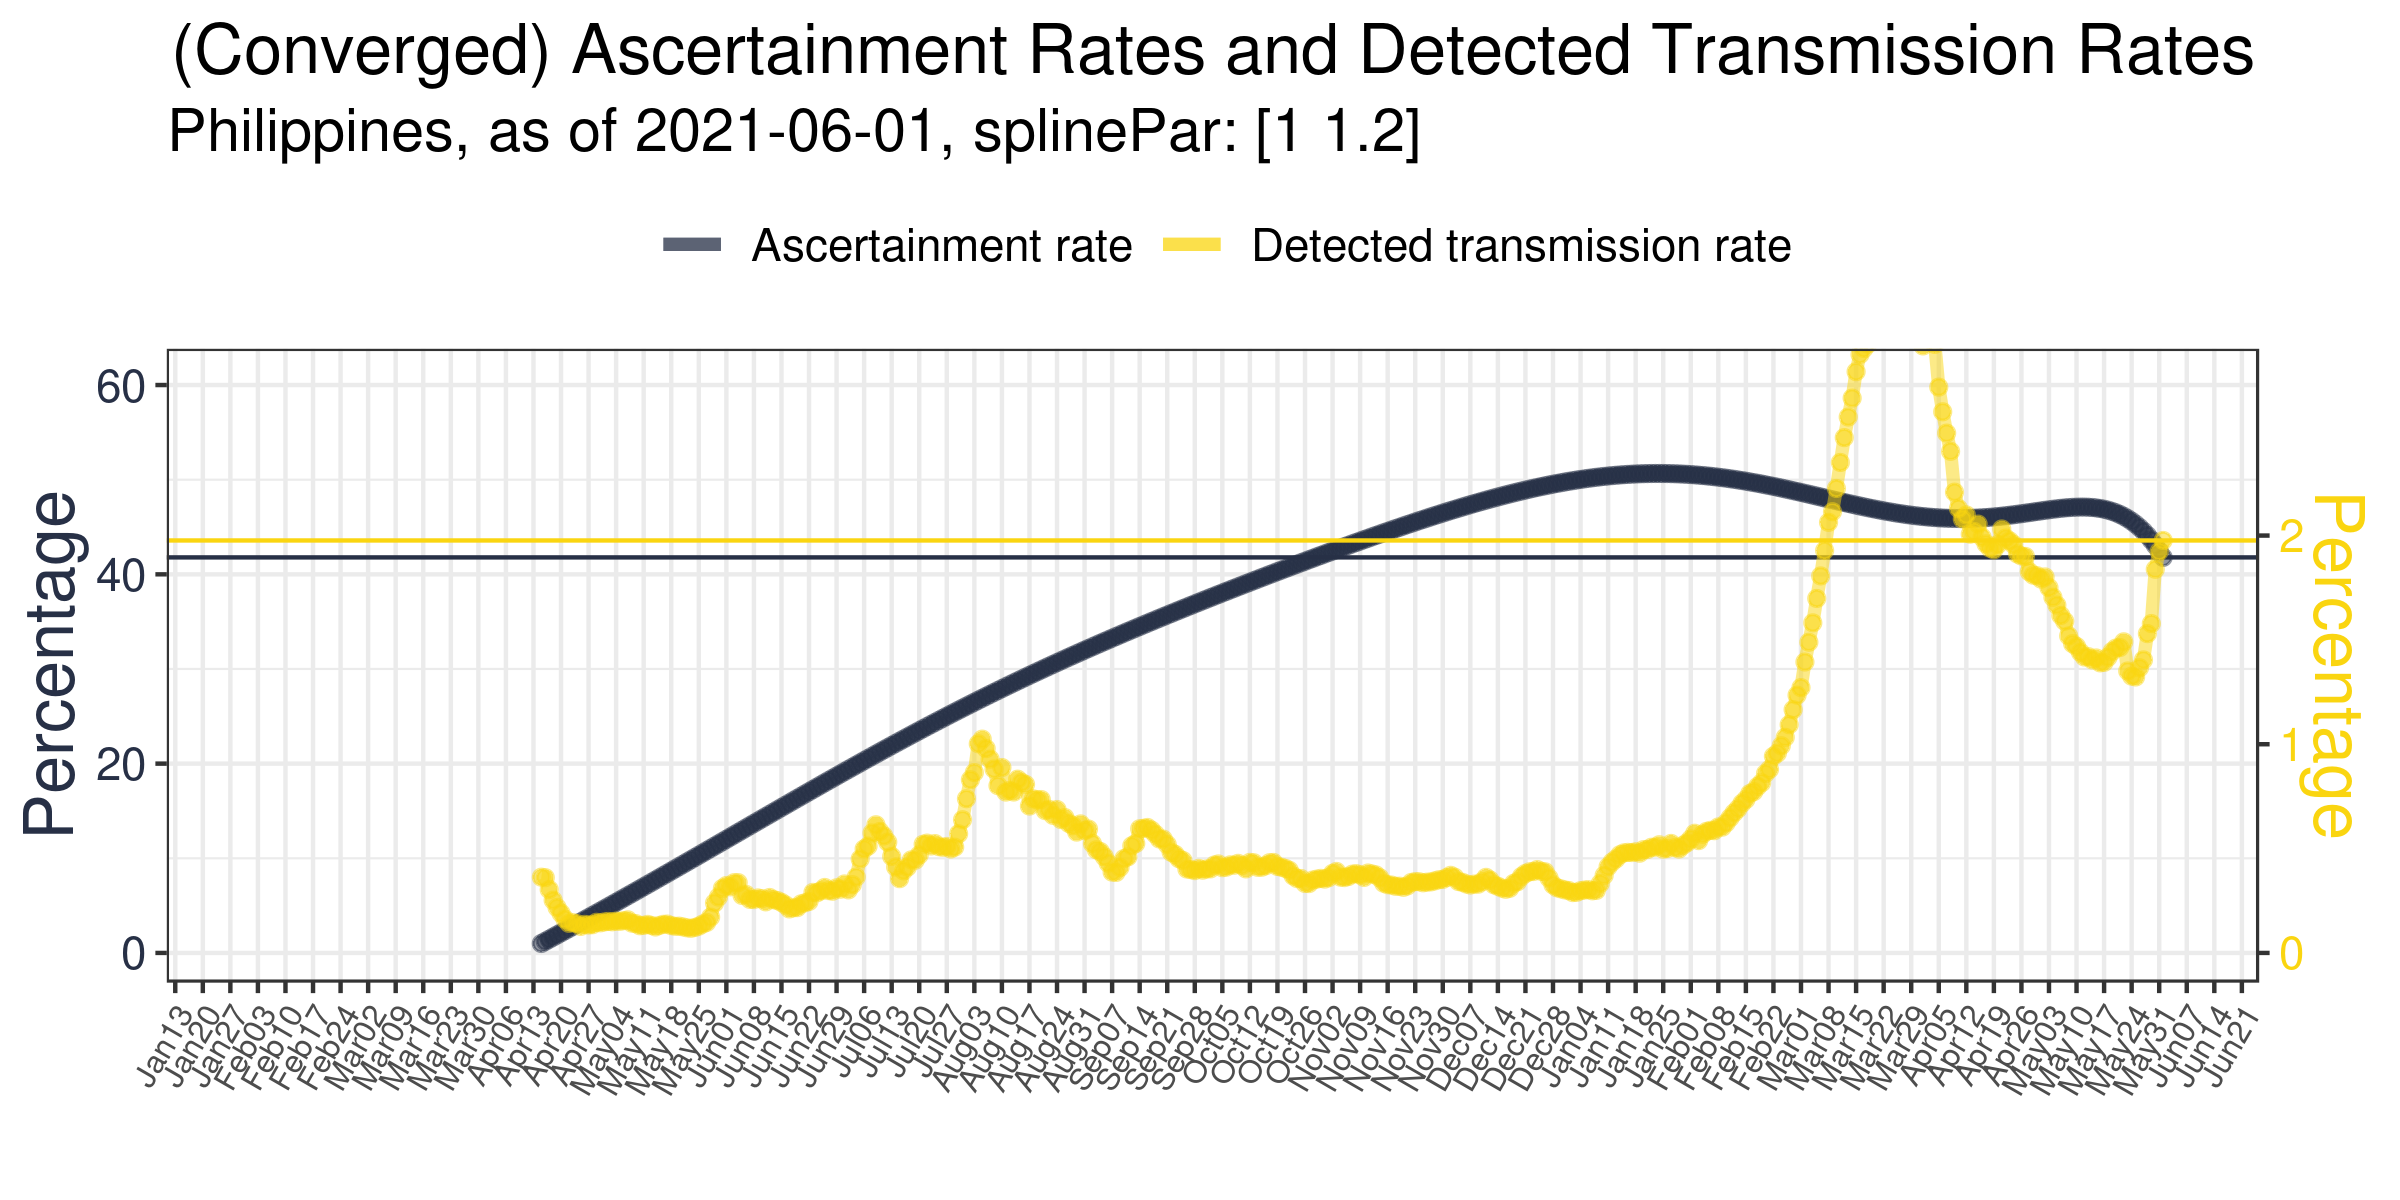 (Converged) Ascertainment Rates and Detected Transmission Rates
Philippines, as of 2021-06-01, splinePar: [1 1.2]
Ascertainment rate Detected transmission rate
Percentage
60
40
20
0
2
1
0
Percentage
Jan13 Jan20 Jan27 Feb03 Feb10 Feb17 Feb24 Mar02 Mar09 Mar16 Mar23 Mar30 Apr06 Apr13 Apr20 Apr27 May04 May11 May18 May25 Jun01 Jun08 Jun15 Jun22 Jun29 Jul06 Jul13 Jul20 Jul27 Aug03 Aug10 Aug17 Aug24 Aug31 Sep07 Sep14 Sep21 Sep28 Oct05 Oct12 Oct19 Oct26 Nov02 Nov09 Nov16 Nov23 Nov30 Dec07 Dec14 Dec21 Dec28 Jan04 Jan11 Jan18 Jan25 Feb01 Feb08 Feb15 Feb22 Mar01 Mar08 Mar15 Mar22 Mar29 Apr05 Apr12 Apr19 Apr26 May03 May10 May17 May24 May31 Jun07 Jun14 Jun21